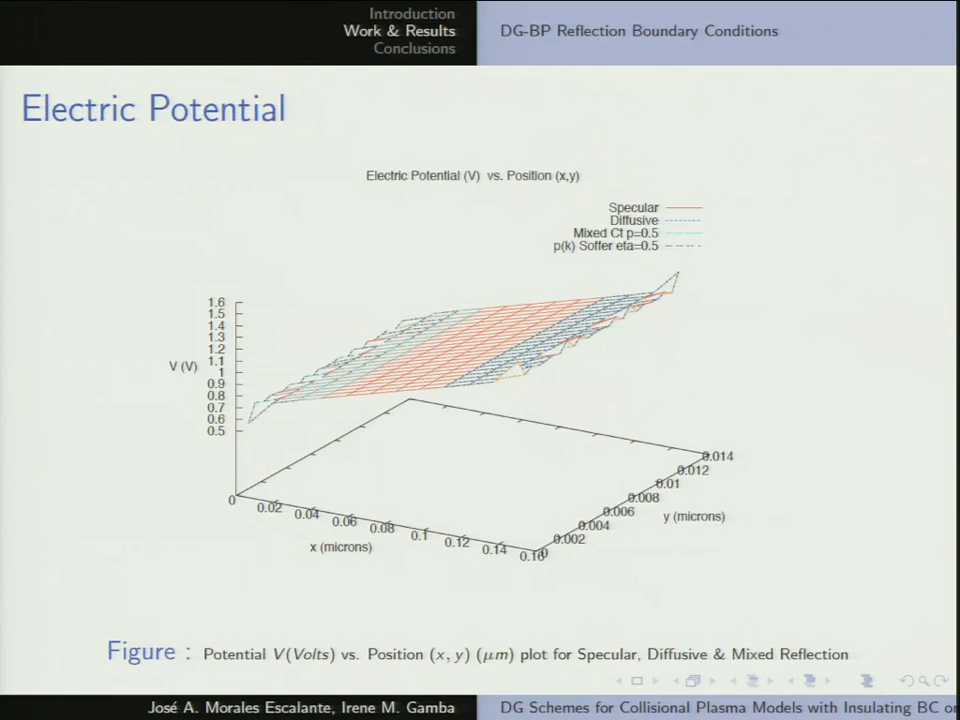 Introduction
Work & Results
Conclusions
DG-BP Reflection Boundary Conditions
Electric Potential
Electric Potential (V) vs. Position (x,y)
Specular
Diffusive
Mixed Ct p=0.5
p(k) Soffer eta=0.5
1.6
1.5
1.4
1.3
1.2
1.1
1
0.9
0.8
0.7
0.6
0.5
V (V)
0
0.02
0.04
0.06
0.08
0.1
0.12
0.14
0.16
x (microns)
0
0.002
0.004
0.006
0.008
0.01
0.012
0.014
y (microns)
Figure : Potential V(Volts) vs. Position (x, y) (μm) plot for Specular, Diffusive & Mixed Reflection
José A. Morales Escalante, Irene M. Gamba
DG Schemes for Collisional Plasma Models with Insulating BC o